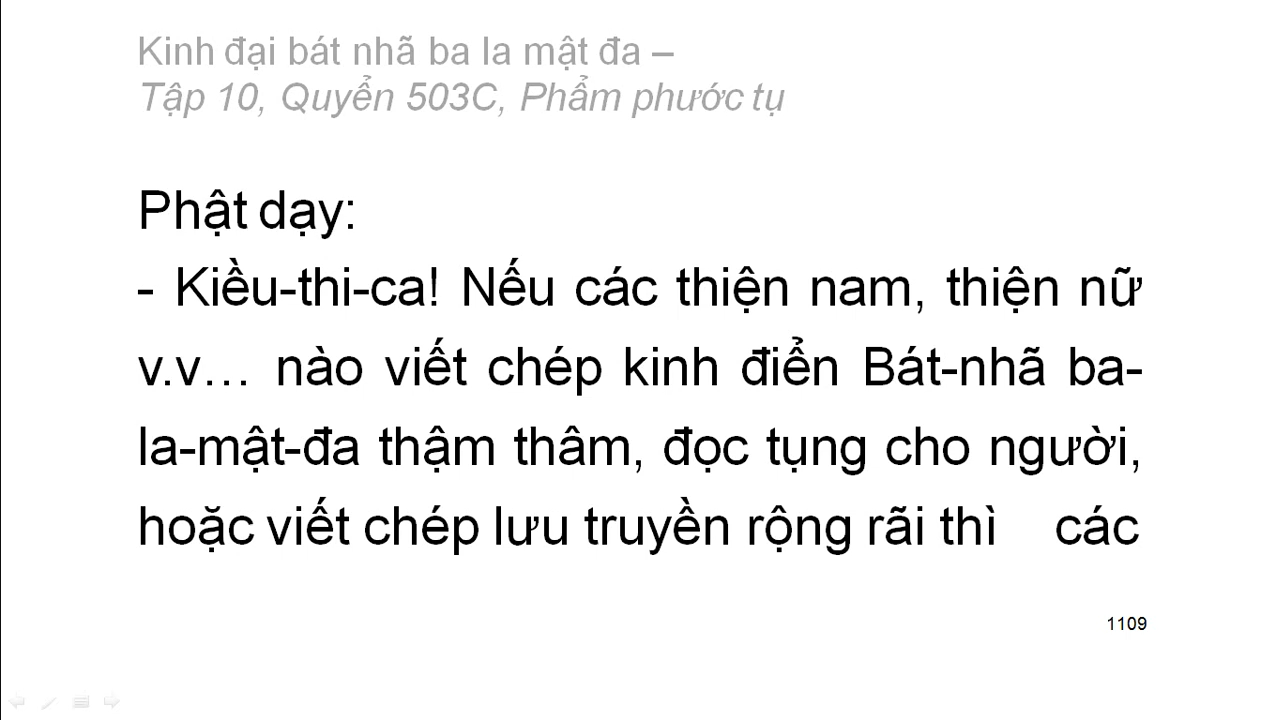 Kinh đại bát nhã ba la mật đa –
Tập 10, Quyển 503C, Phẩm phước tụ
Phật dạy:
- Kiều-thi-ca! Nếu các thiện nam, thiện nữ
v.v… nào viết chép kinh điển Bát-nhã ba-
la-mật-đa thậm thâm, đọc tụng cho người,
hoặc viết chép lưu truyền rộng rãi thì các
1109